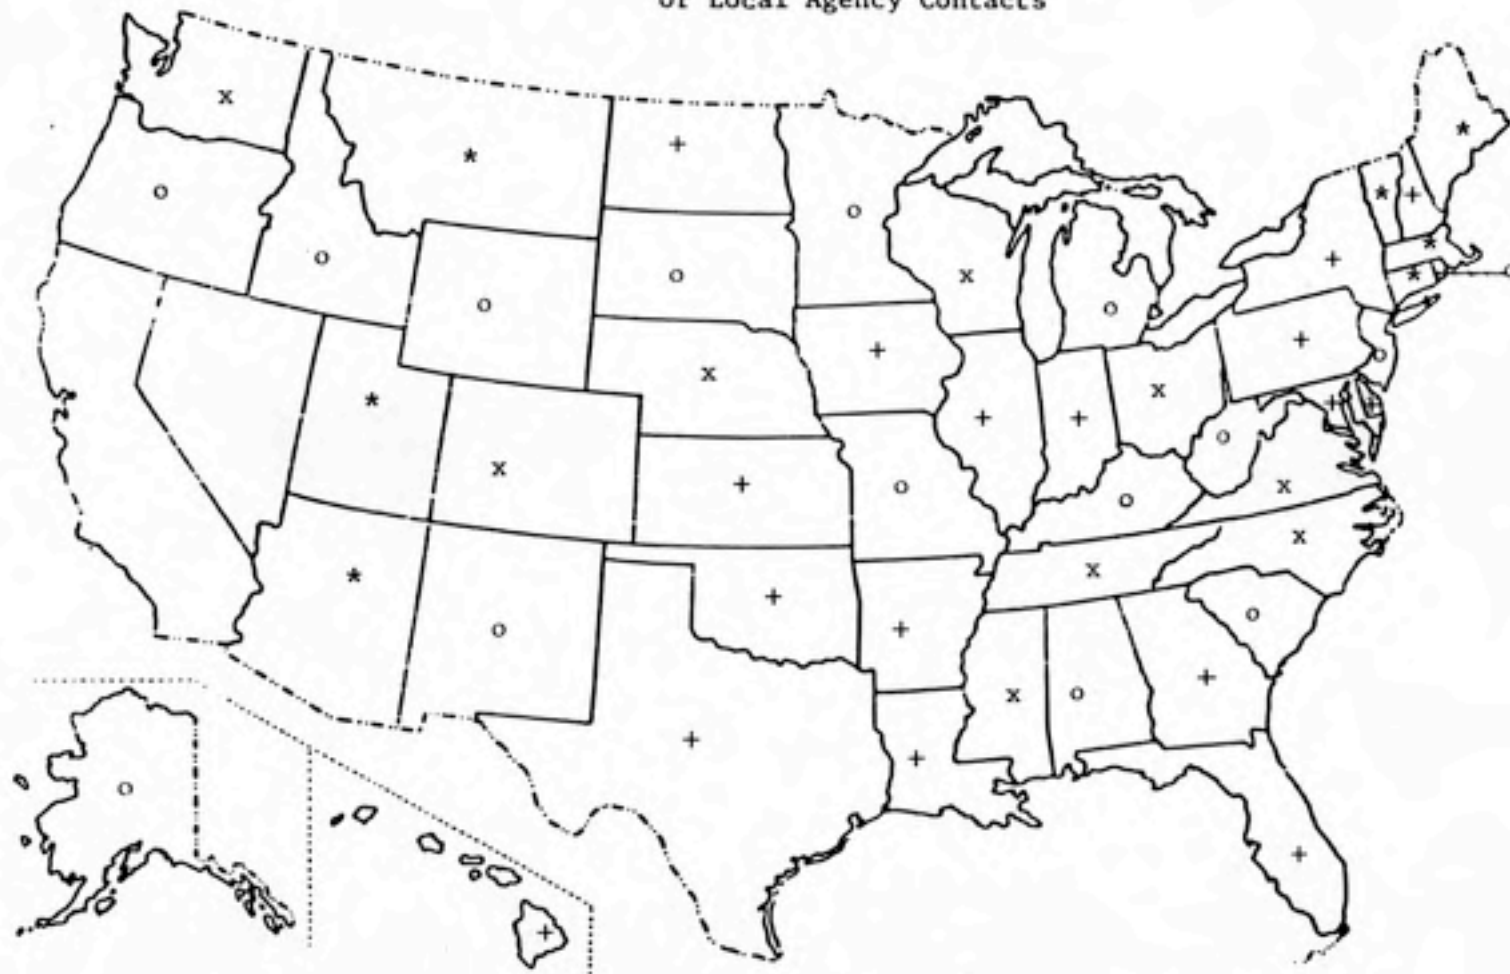 of Local Agency Contacts
x
*
+
o
*
*
+
o
o
+
*
o
o
x
*
o
o
+
+
x
o
*
x
+
+
x
+
o
x
+
o
o
x
x
*
+
x
o
o
+
+
x
o
+
+
o
+
+